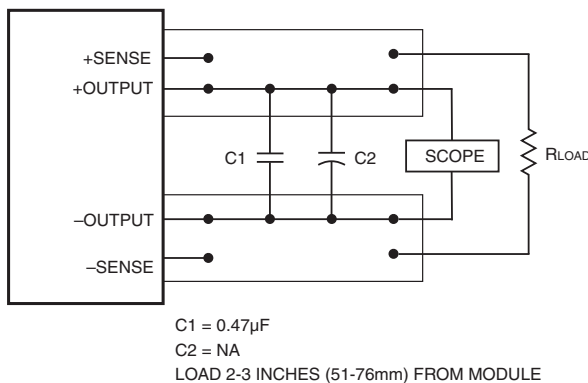 +SENSE
+OUTPUT
C1
C2
SCOPE
RLOAD
–OUTPUT
–SENSE
C1 = 0.47µF
C2 = NA
LOAD 2-3 INCHES (51-76mm) FROM MODULE